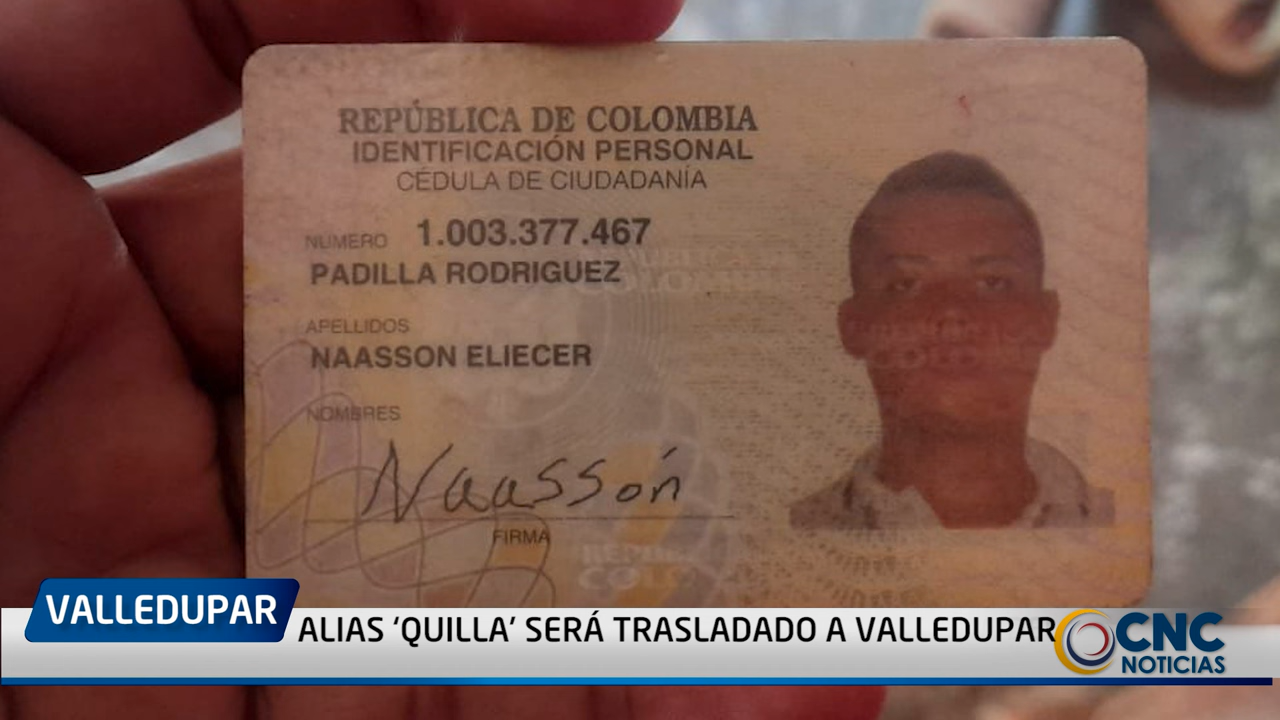 REPÚBLICA DE COLOMBIA
IDENTIFICACIÓN PERSONAL
CÉDULA DE CIUDADANÍA
NUMERO 1.003.377.467
PADILLA RODRIGUEZ
APELLIDOS
NAASSON ELIECER
NOMBRES
Naassón
FIRMA
VALLEDUPAR
ALIAS ‘QUILLA’ SERÁ TRASLADADO A VALLEDUPAR
CNC
NOTICIAS